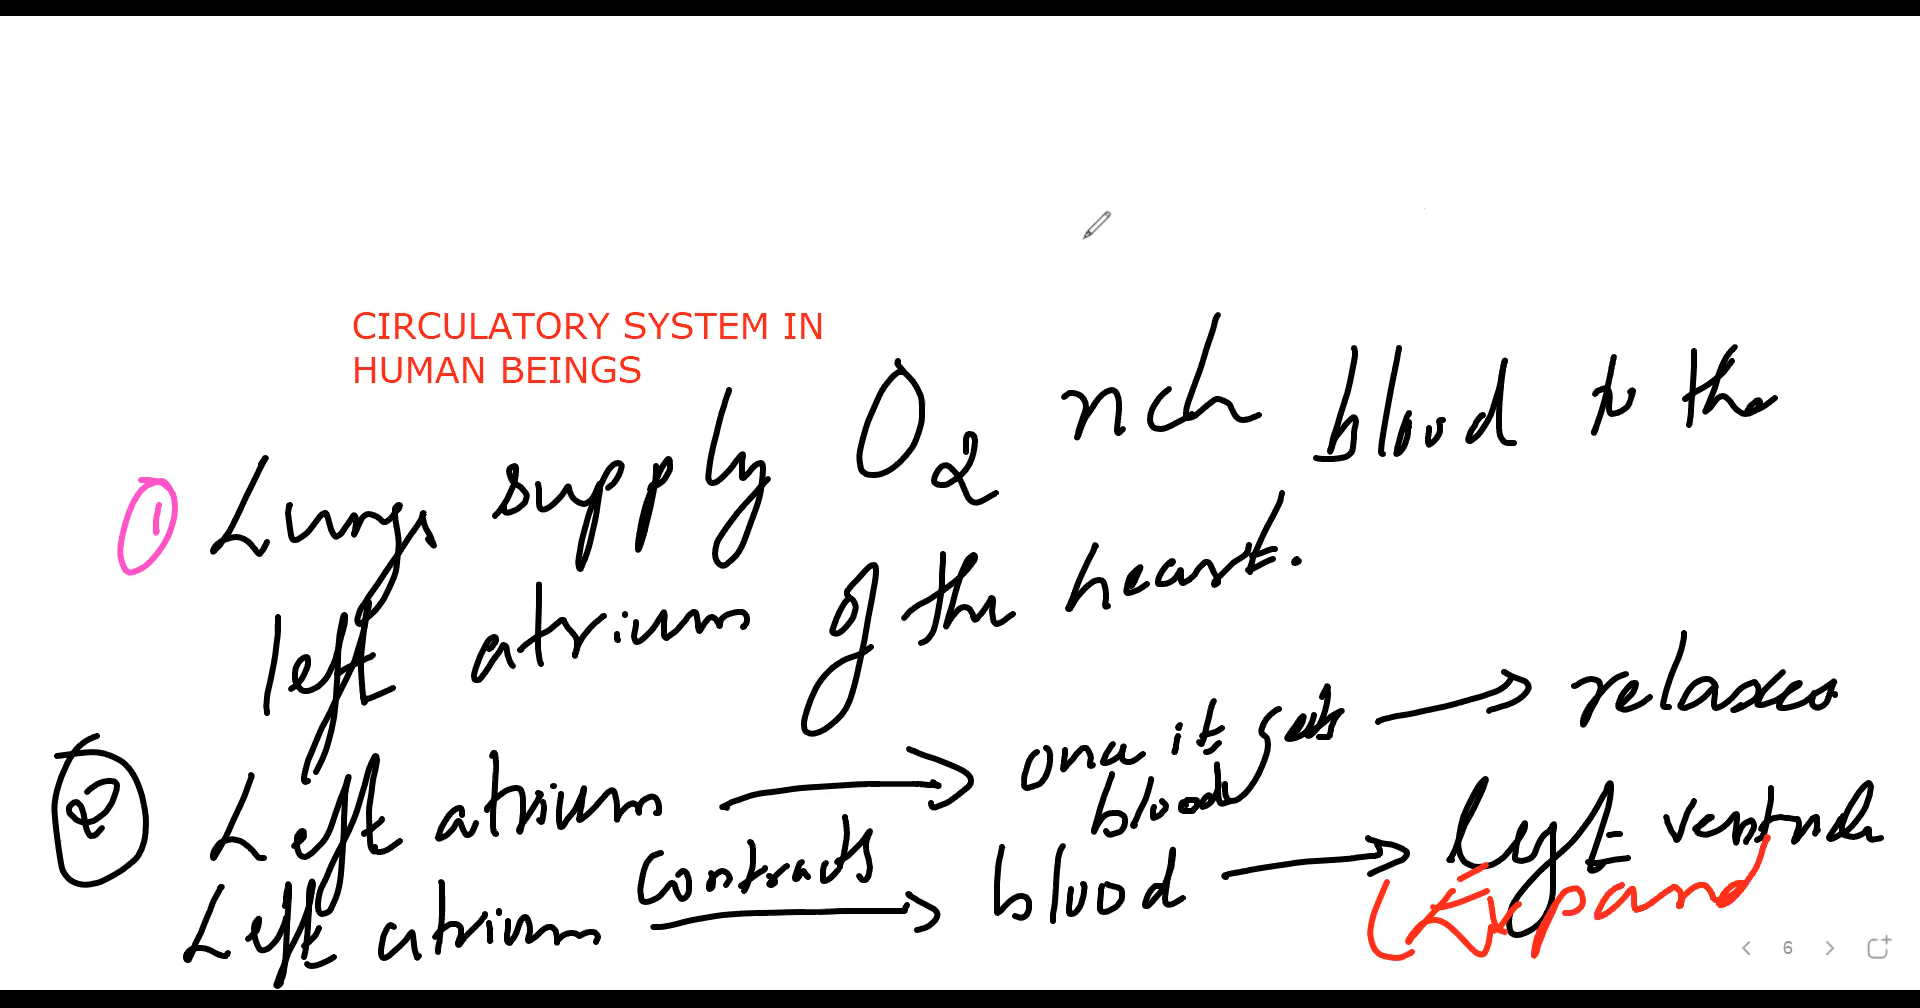 CIRCULATORY SYSTEM IN
HUMAN BEINGS
① Lungs supply O₂ rich blood to the
left atrium of the heart.
② Left atrium → once it gets blood → relaxes
Left atrium contracts → blood → left ventricle
(Expand)
6